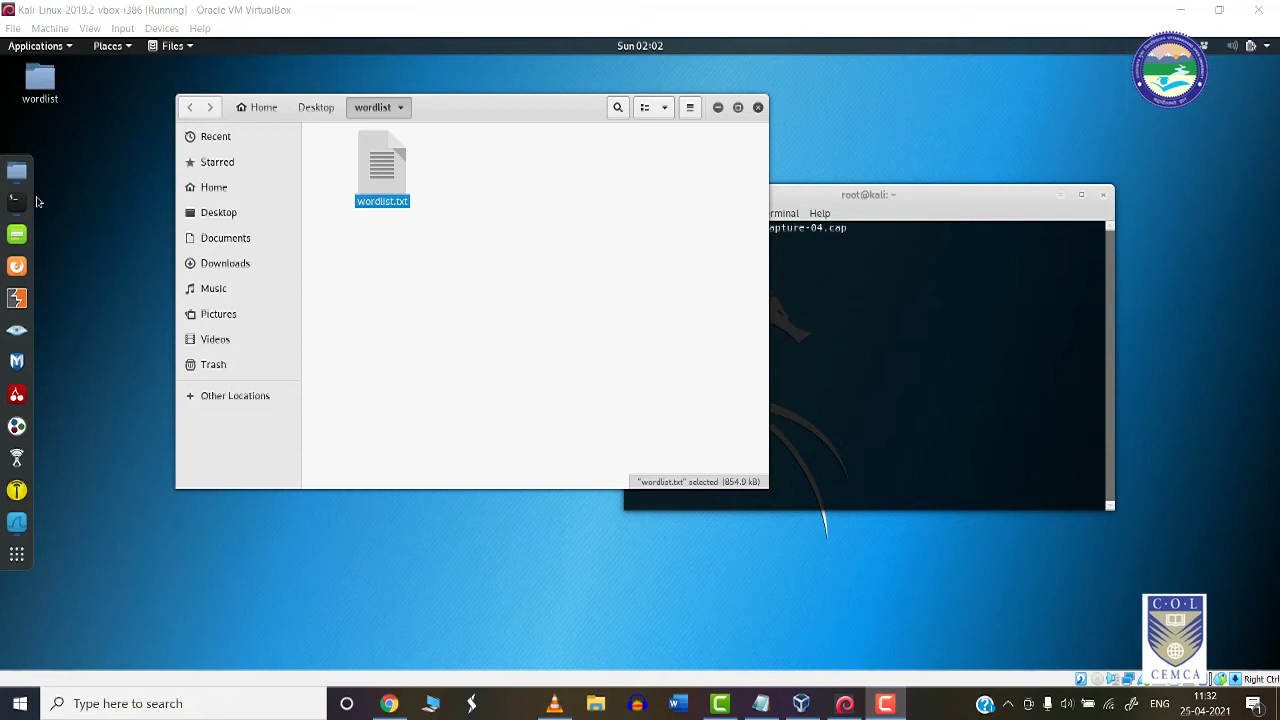 Kali-Linux-2019.2-vbox-i386 [Running] - Oracle VM VirtualBox
File Machine View Input Devices Help
Applications Places Files Sun 02:02
wordlist
Home Desktop wordlist
Recent
Starred
Home
Desktop
Documents
Downloads
Music
Pictures
Videos
Trash
Other Locations
wordlist.txt
"wordlist.txt" selected (854.9 kB)
root@kali: ~
erminal Help
apture-04.cap
C·O·L
CEMCA
Right Ctrl
Type here to search
11:32
25-04-2021
1